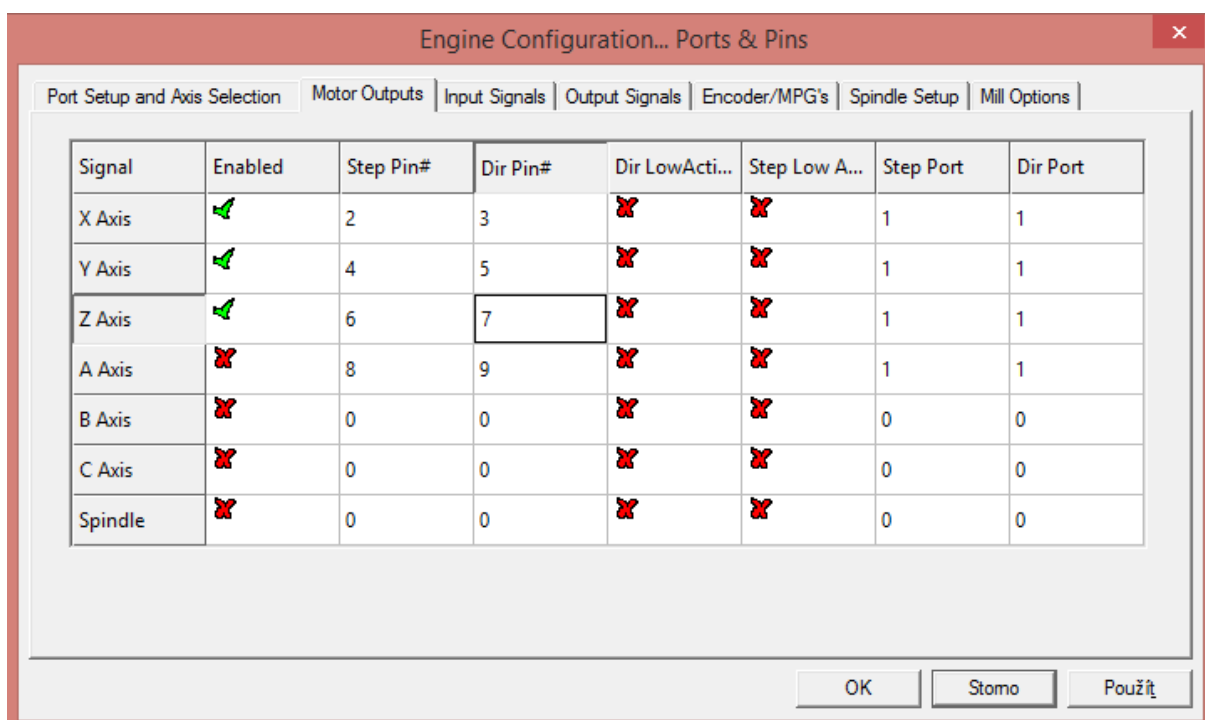 Engine Configuration... Ports & Pins
Port Setup and Axis Selection Motor Outputs Input Signals Output Signals Encoder/MPG's Spindle Setup Mill Options
Signal Enabled Step Pin# Dir Pin# Dir LowActi... Step Low A... Step Port Dir Port
X Axis 2 3 1 1
Y Axis 4 5 1 1
Z Axis 6 7 1 1
A Axis 8 9 1 1
B Axis 0 0 0 0
C Axis 0 0 0 0
Spindle 0 0 0 0
OK Storno Použít